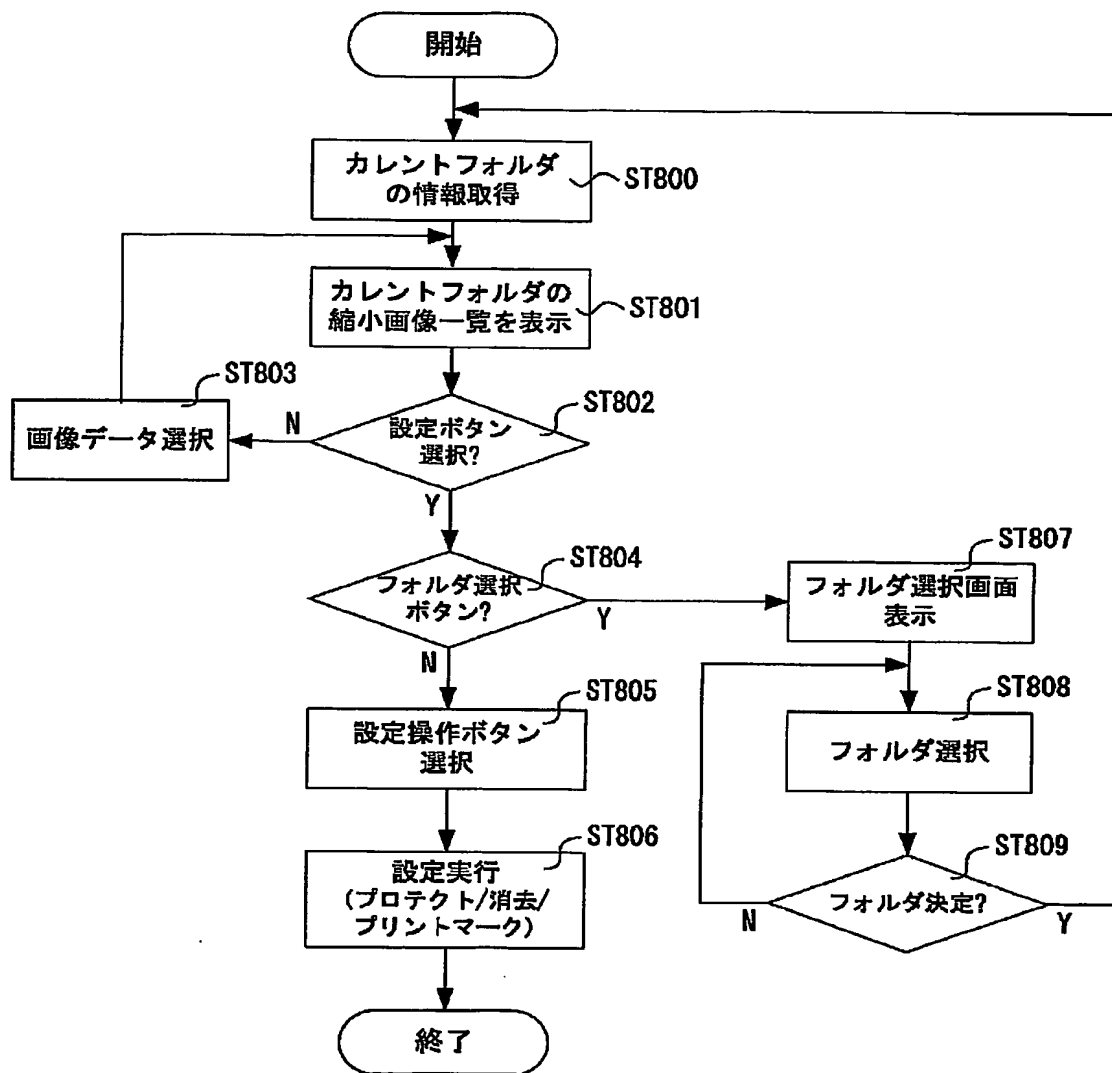 開始
カレントフォルダ
の情報取得
ST800
カレントフォルダの
縮小画像一覧を表示
ST801
ST803
画像データ選択
N
設定ボタン
選択?
ST802
Y
フォルダ選択
ボタン?
ST804
Y
N
ST807
フォルダ選択画面
表示
ST805
設定操作ボタン
選択
ST808
フォルダ選択
ST806
設定実行
(プロテクト/消去/
プリントマーク)
ST809
フォルダ決定?
N
Y
終了